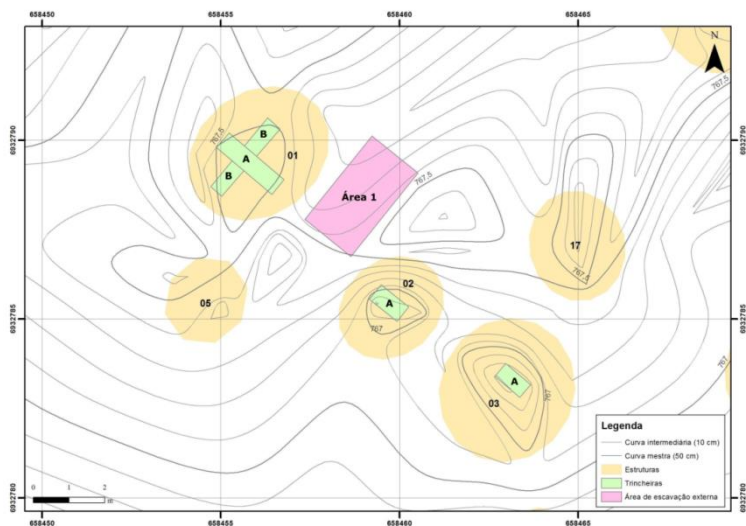 658450 658455 658460 658465
N
767,5
6932790 6932790
767,5
B
A
B
01
Área 1
767,5
17
767,5
05
02
A
767
6932785 6932785
A
03
767
Legenda
Curva intermediária (10 cm)
Curva mestra (50 cm)
Estruturas
Trincheiras
Área de escavação externa
6932780 6932780
0 1 2
m
658450 658455 658460 658465